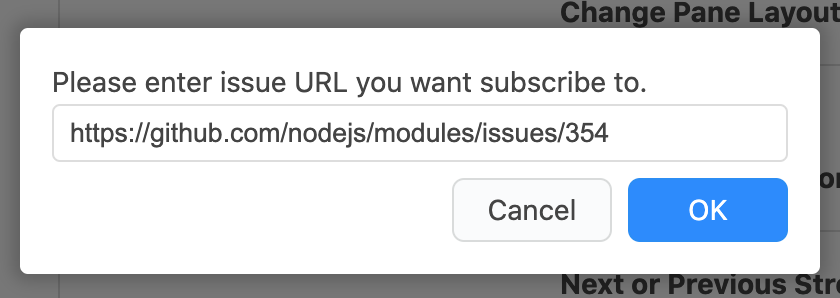 Change Pane Layout
Please enter issue URL you want subscribe to.
https://github.com/nodejs/modules/issues/354
Cancel
OK
Next or Previous